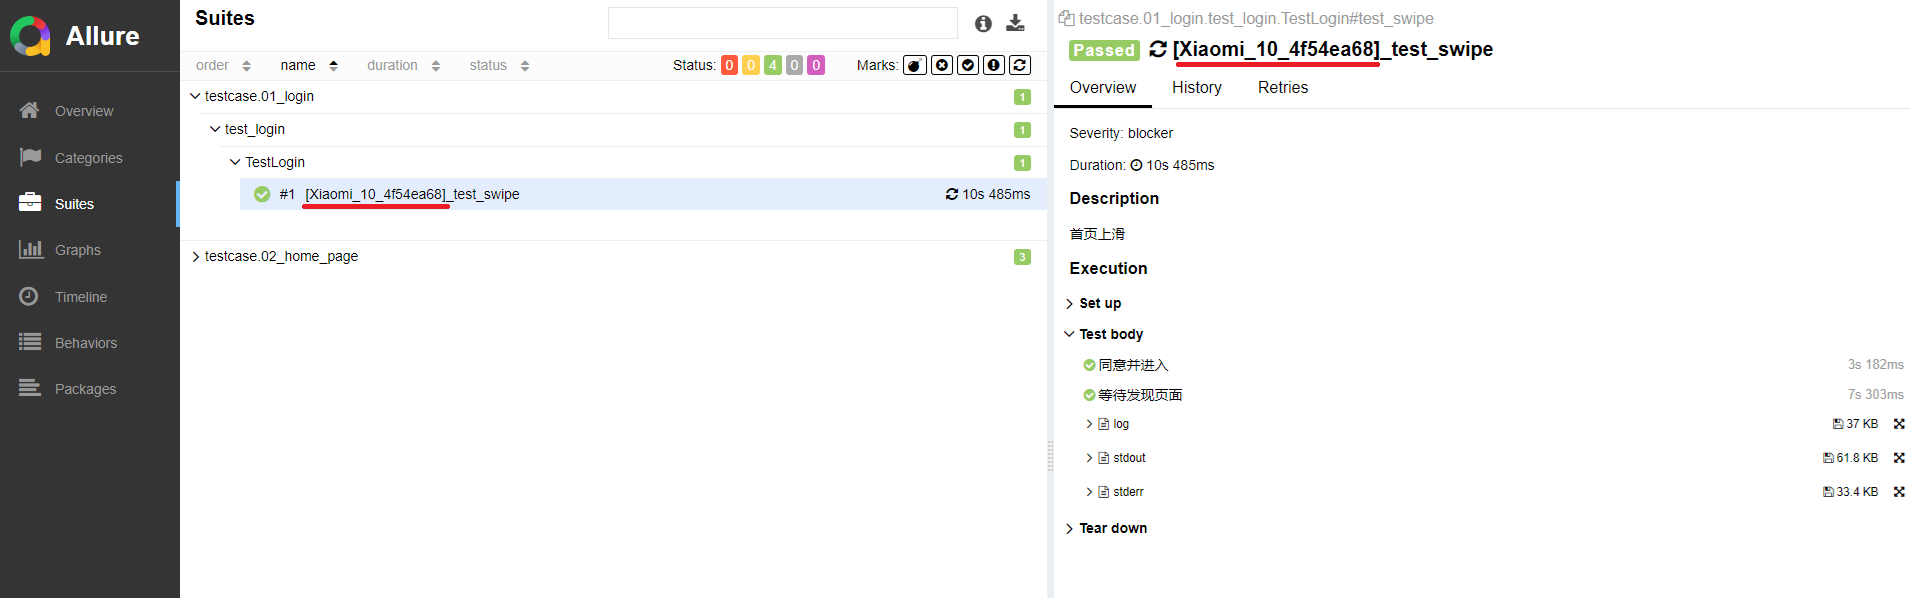 Allure
Overview
Categories
Suites
Graphs
Timeline
Behaviors
Packages
Suites
order name duration status Status: 0 0 4 0 0 Marks:
testcase.01_login 1
test_login 1
TestLogin 1
#1 [Xiaomi_10_4f54ea68]_test_swipe 10s 485ms
testcase.02_home_page 3
testcase.01_login.test_login.TestLogin#test_swipe
Passed [Xiaomi_10_4f54ea68]_test_swipe
Overview History Retries
Severity: blocker
Duration: 10s 485ms
Description
首页上滑
Execution
Set up
Test body
同意并进入 3s 182ms
等待发现页面 7s 303ms
log 37 KB
stdout 61.8 KB
stderr 33.4 KB
Tear down